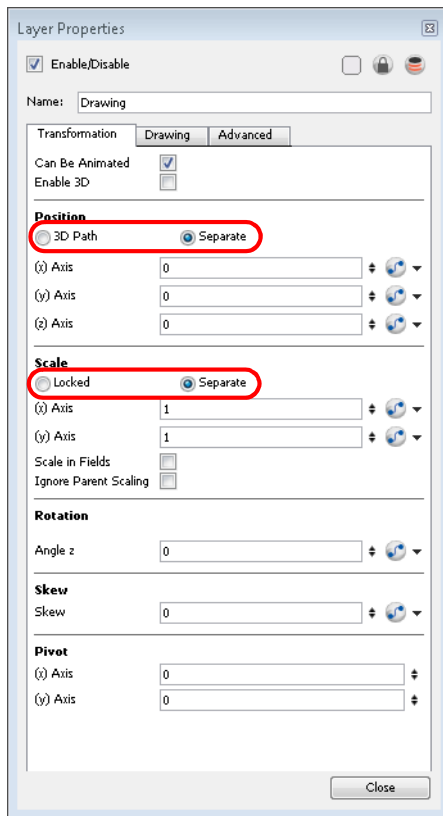 Layer Properties
Enable/Disable
Name: Drawing
Transformation Drawing Advanced
Can Be Animated
Enable 3D
Position
3D Path Separate
(x) Axis 0
(y) Axis 0
(z) Axis 0
Scale
Locked Separate
(x) Axis 1
(y) Axis 1
Scale in Fields
Ignore Parent Scaling
Rotation
Angle z 0
Skew
Skew 0
Pivot
(x) Axis 0
(y) Axis 0
Close